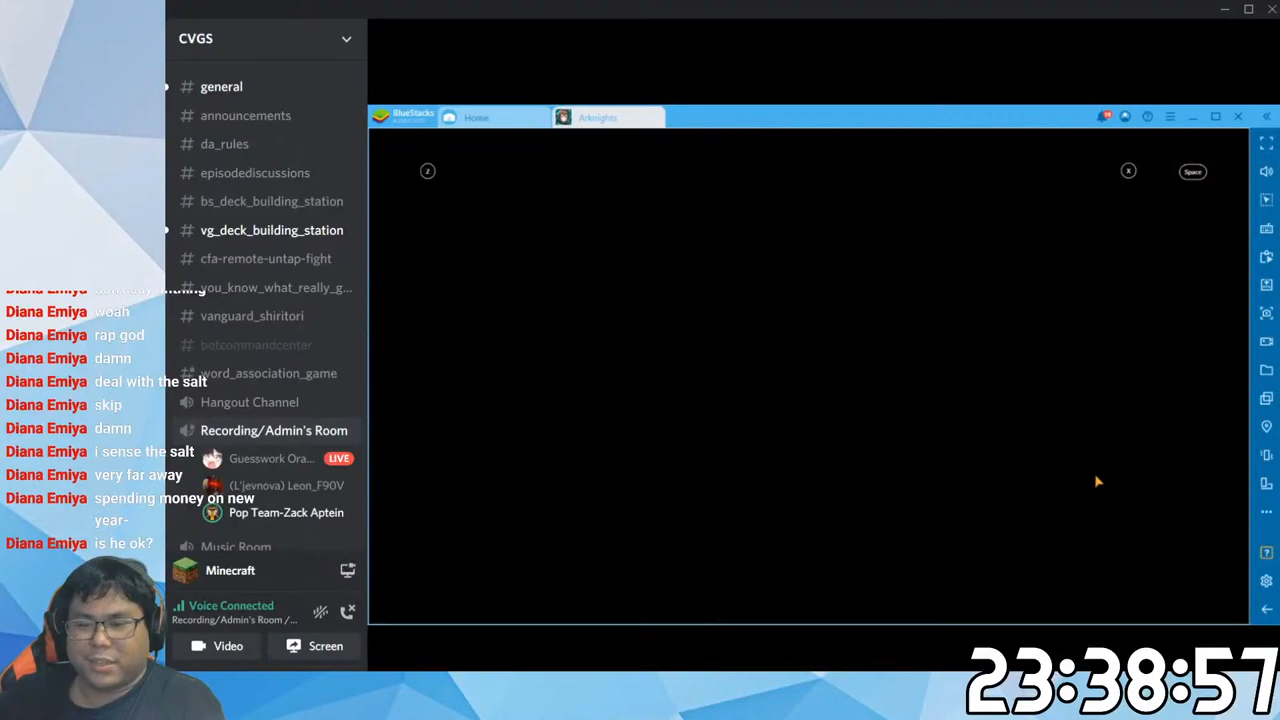 CVGS
general
announcements
da_rules
episodediscussions
bs_deck_building_station
vg_deck_building_station
cfa-remote-untap-fight
you_know_what_really_g...
vanguard_shiritori
botcommandcenter
word_association_game
Hangout Channel
Recording/Admin's Room
Guesswork Ora... LIVE
(L'jevnova) Leon_F90V
Pop Team-Zack Aptein
Music Room
Minecraft
Voice Connected
Recording/Admin's Room /...
Video Screen
Diana Emiya
Diana Emiya woah
Diana Emiya rap god
Diana Emiya damn
Diana Emiya deal with the salt
Diana Emiya skip
Diana Emiya damn
Diana Emiya i sense the salt
Diana Emiya very far away
Diana Emiya spending money on new
year-
Diana Emiya is he ok?
BlueStacks Home Arknights
Z X Space
23:38:57